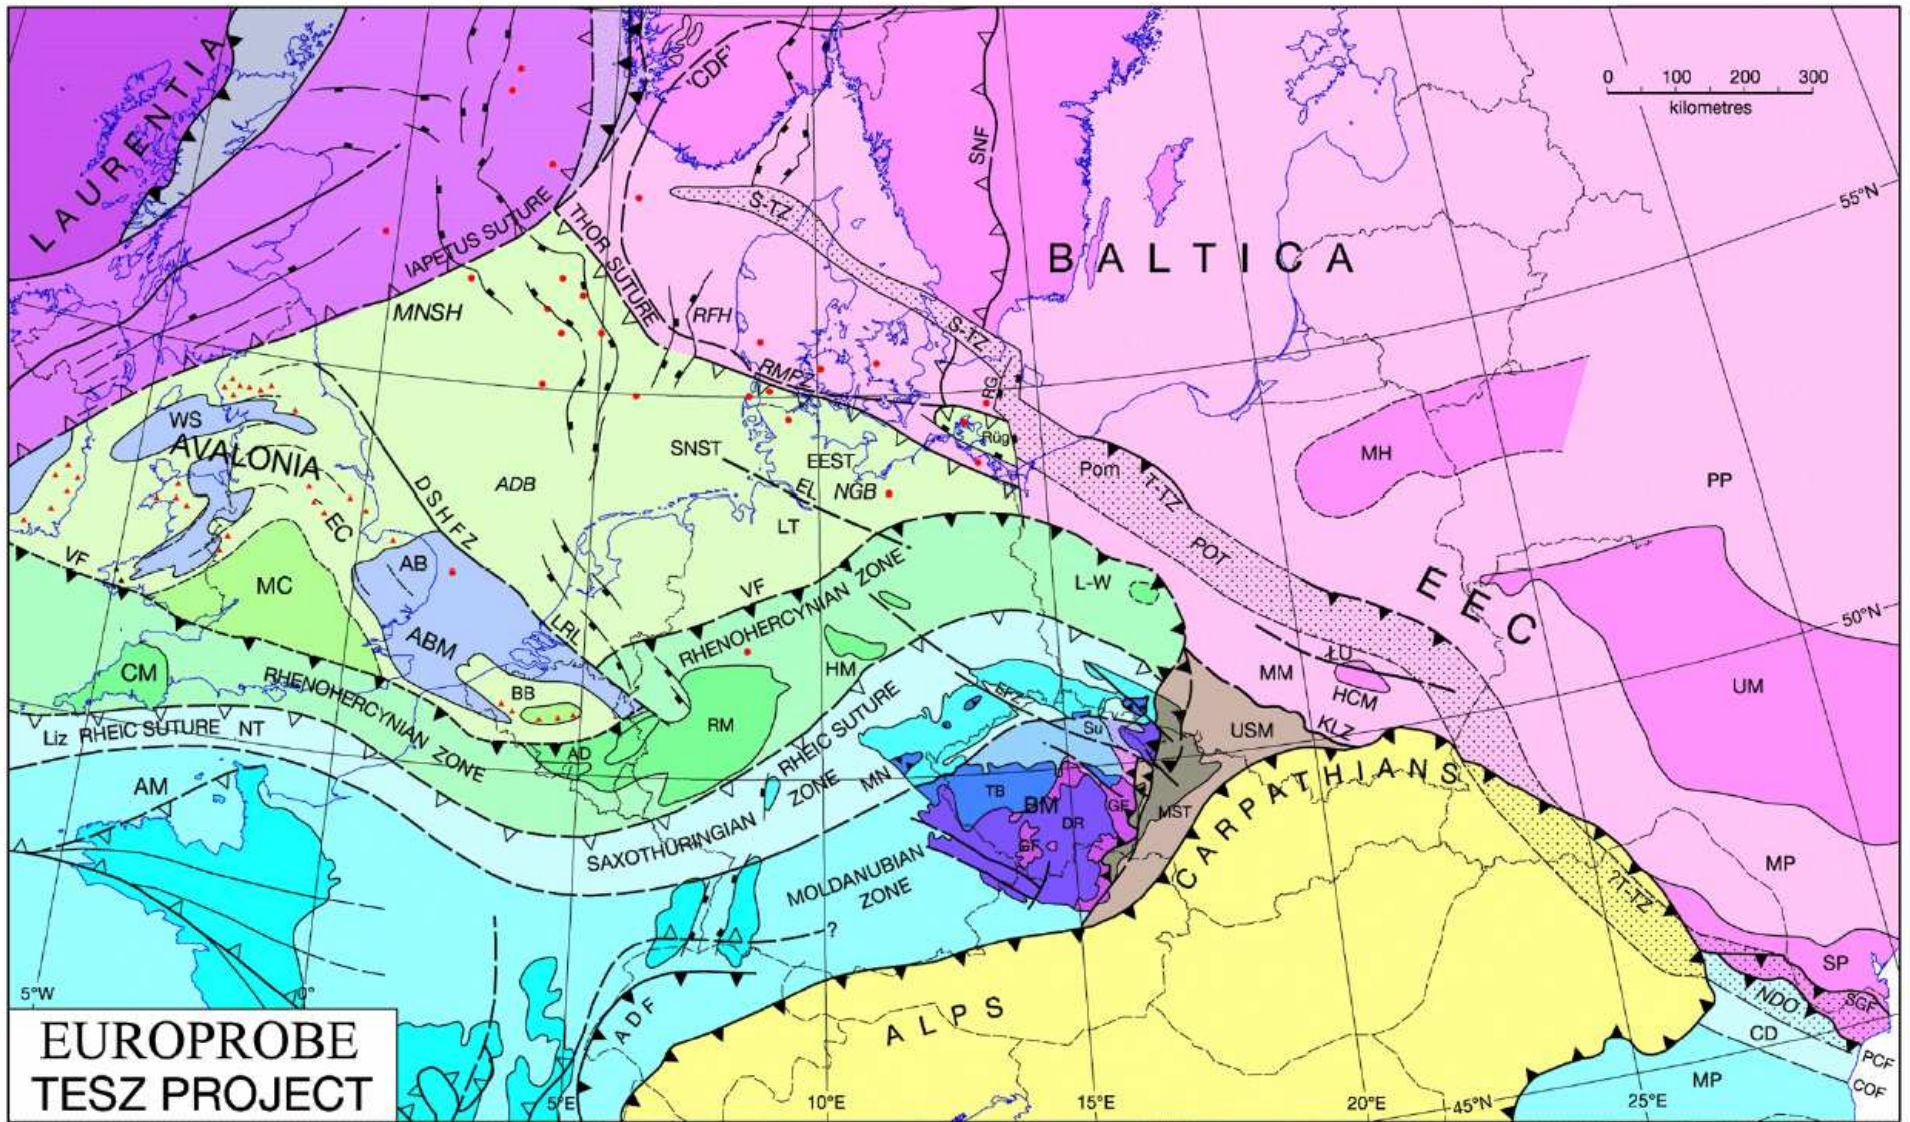 LAURENTIA
'CDF'
0 100 200 300
kilometres
SNF
55°N
S-TZ
IAPETUS SUTURE
THOR SUTURE
BALTICA
MNSH
RFH
S-TZ
RMFZ
RG
WS
AVALONIA
Rüg
SNST
EEST
Pom
T-TZ
MH
PP
DSHFZ
ADB
EL
NGB
EC
LT
POT
VF
AB
MC
VF
RHENOHERCYNIAN ZONE
L-W
EEC
50°N
ABM
LRL
CM
RHENOHERCYNIAN ZONE
BB
HM
MM
ŁU
HCM
UM
RM
EFZ
Su
USM
KLZ
Liz RHEIC SUTURE NT
AD
RHEIC SUTURE
AM
SAXOTHURINGIAN ZONE
MN
TB
BM
GF
DR
MST
GF
CARPATHIANS
MOLDANUBIAN
ZONE
MP
?T-TZ
?
SP
NDO
SGF
CD
PCF
COF
MP
ADF
ALPS
5°W
0°
5°E
10°E
15°E
20°E
45°N
25°E
EUROPROBE
TESZ PROJECT